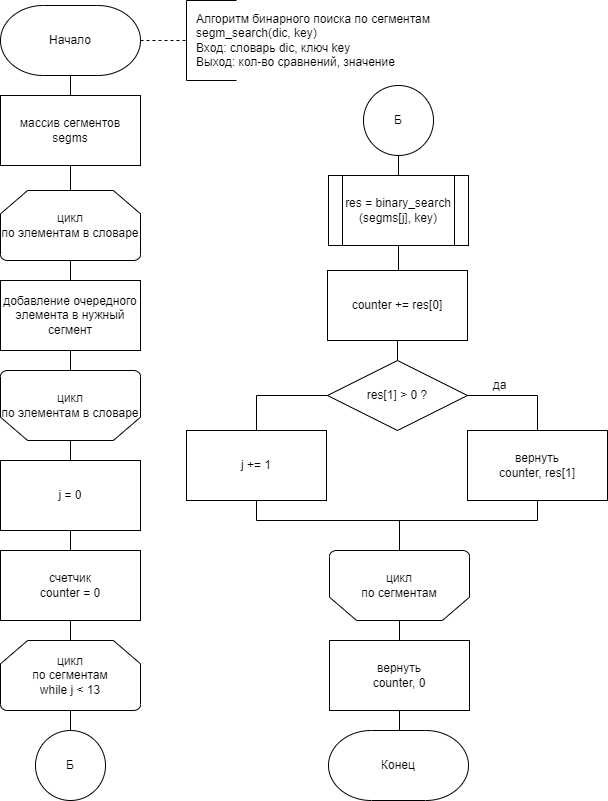 Начало
Алгоритм бинарного поиска по сегментам
segm_search(dic, key)
Вход: словарь dic, ключ key
Выход: кол-во сравнений, значение
массив сегментов
segms
цикл
по элементам в словаре
добавление очередного
элемента в нужный
сегмент
цикл
по элементам в словаре
j = 0
счетчик
counter = 0
цикл
по сегментам
while j < 13
Б
Б
res = binary_search
(segms[j], key)
counter += res[0]
res[1] > 0 ?
да
j += 1
вернуть
counter, res[1]
цикл
по сегментам
вернуть
counter, 0
Конец